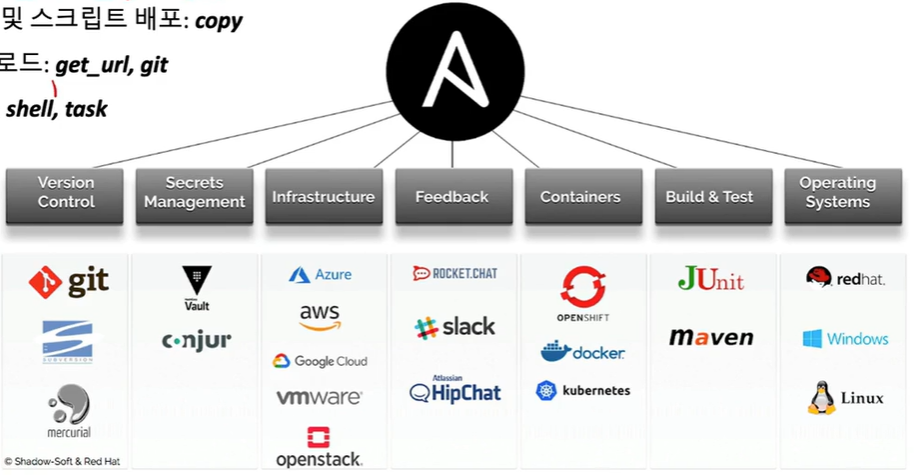 및 스크립트 배포: copy
로드: get_url, git
shell, task
Version Control
Secrets Management
Infrastructure
Feedback
Containers
Build & Test
Operating Systems
git
SUBVERSION
mercurial
Vault
conjur
Azure
aws
Google Cloud
vmware®
openstack.
ROCKET.CHAT
slack
Atlassian
HipChat
OPENSHIFT
docker
kubernetes
JUnit
maven
redhat.
Windows
Linux
© Shadow-Soft & Red Hat